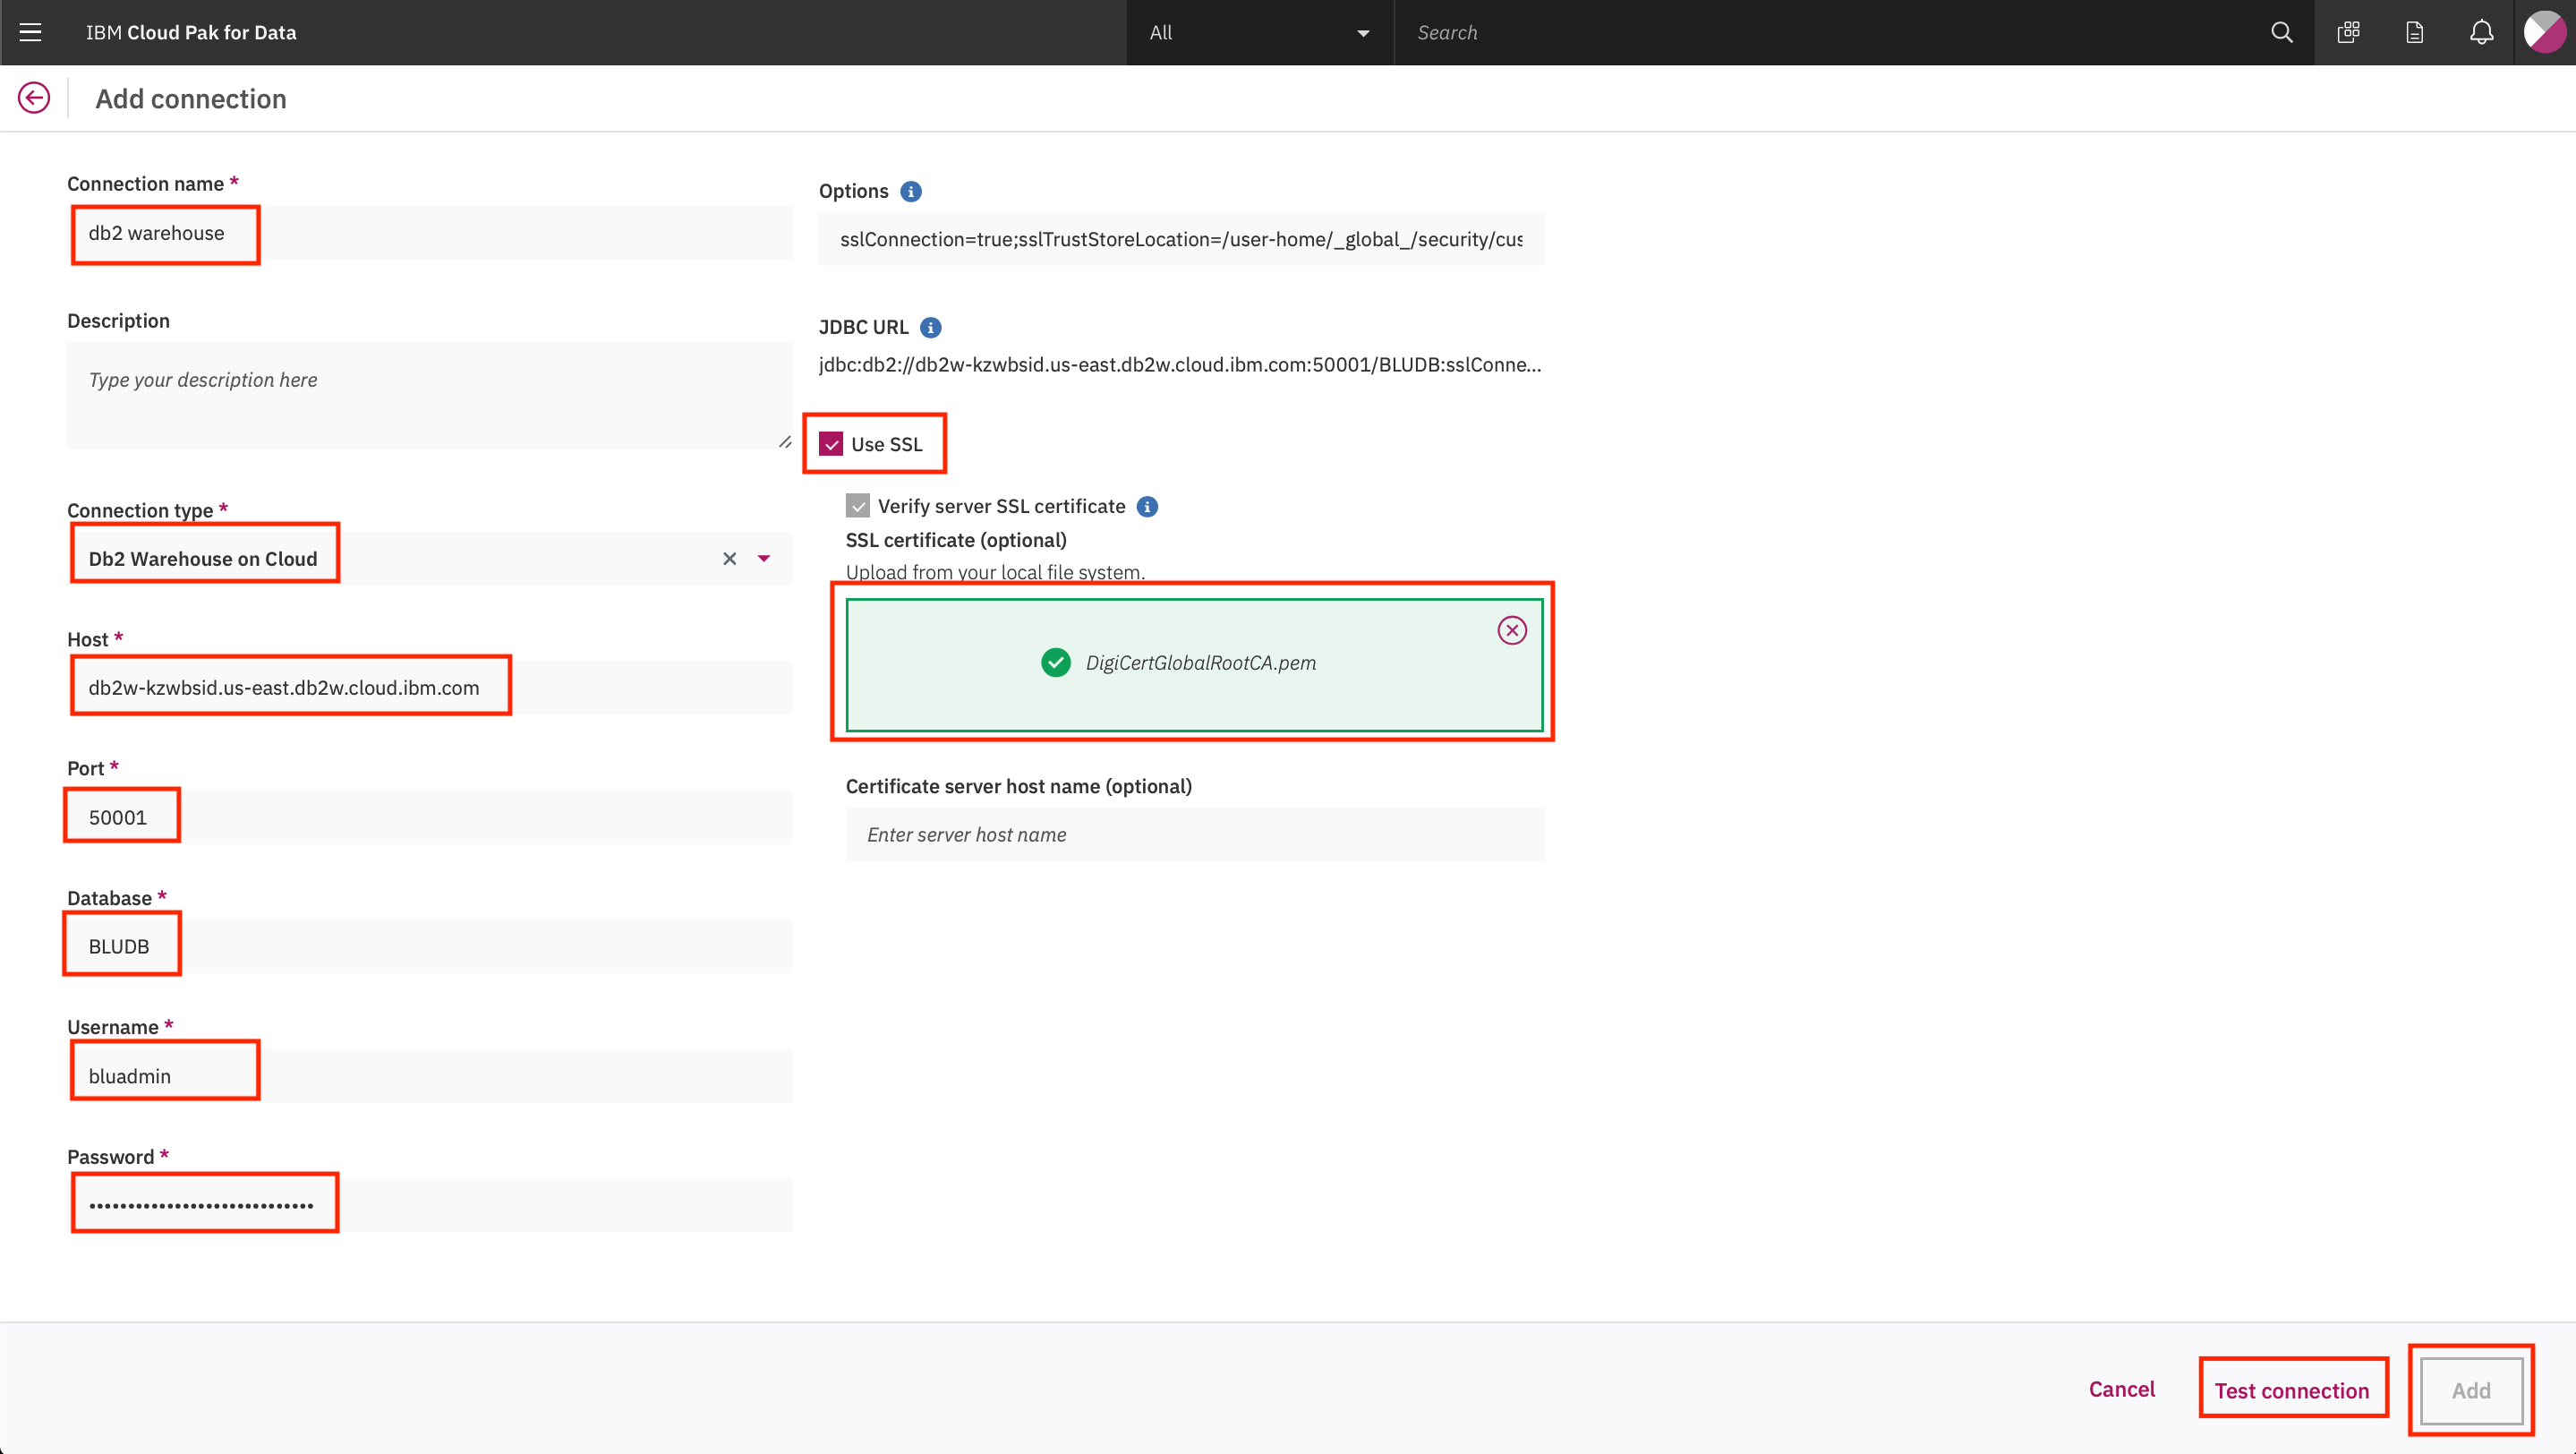 IBM Cloud Pak for Data
All
Search
Add connection
Connection name *
db2 warehouse
Description
Type your description here
Connection type *
Db2 Warehouse on Cloud
Host *
db2w-kzwbsid.us-east.db2w.cloud.ibm.com
Port *
50001
Database *
BLUDB
Username *
bluadmin
Password *
•••••••••••••••••••••••••••••
Options
sslConnection=true;sslTrustStoreLocation=/user-home/_global_/security/cus
JDBC URL
jdbc:db2://db2w-kzwbsid.us-east.db2w.cloud.ibm.com:50001/BLUDB:sslConne...
Use SSL
Verify server SSL certificate
SSL certificate (optional)
Upload from your local file system.
DigiCertGlobalRootCA.pem
Certificate server host name (optional)
Enter server host name
Cancel
Test connection
Add